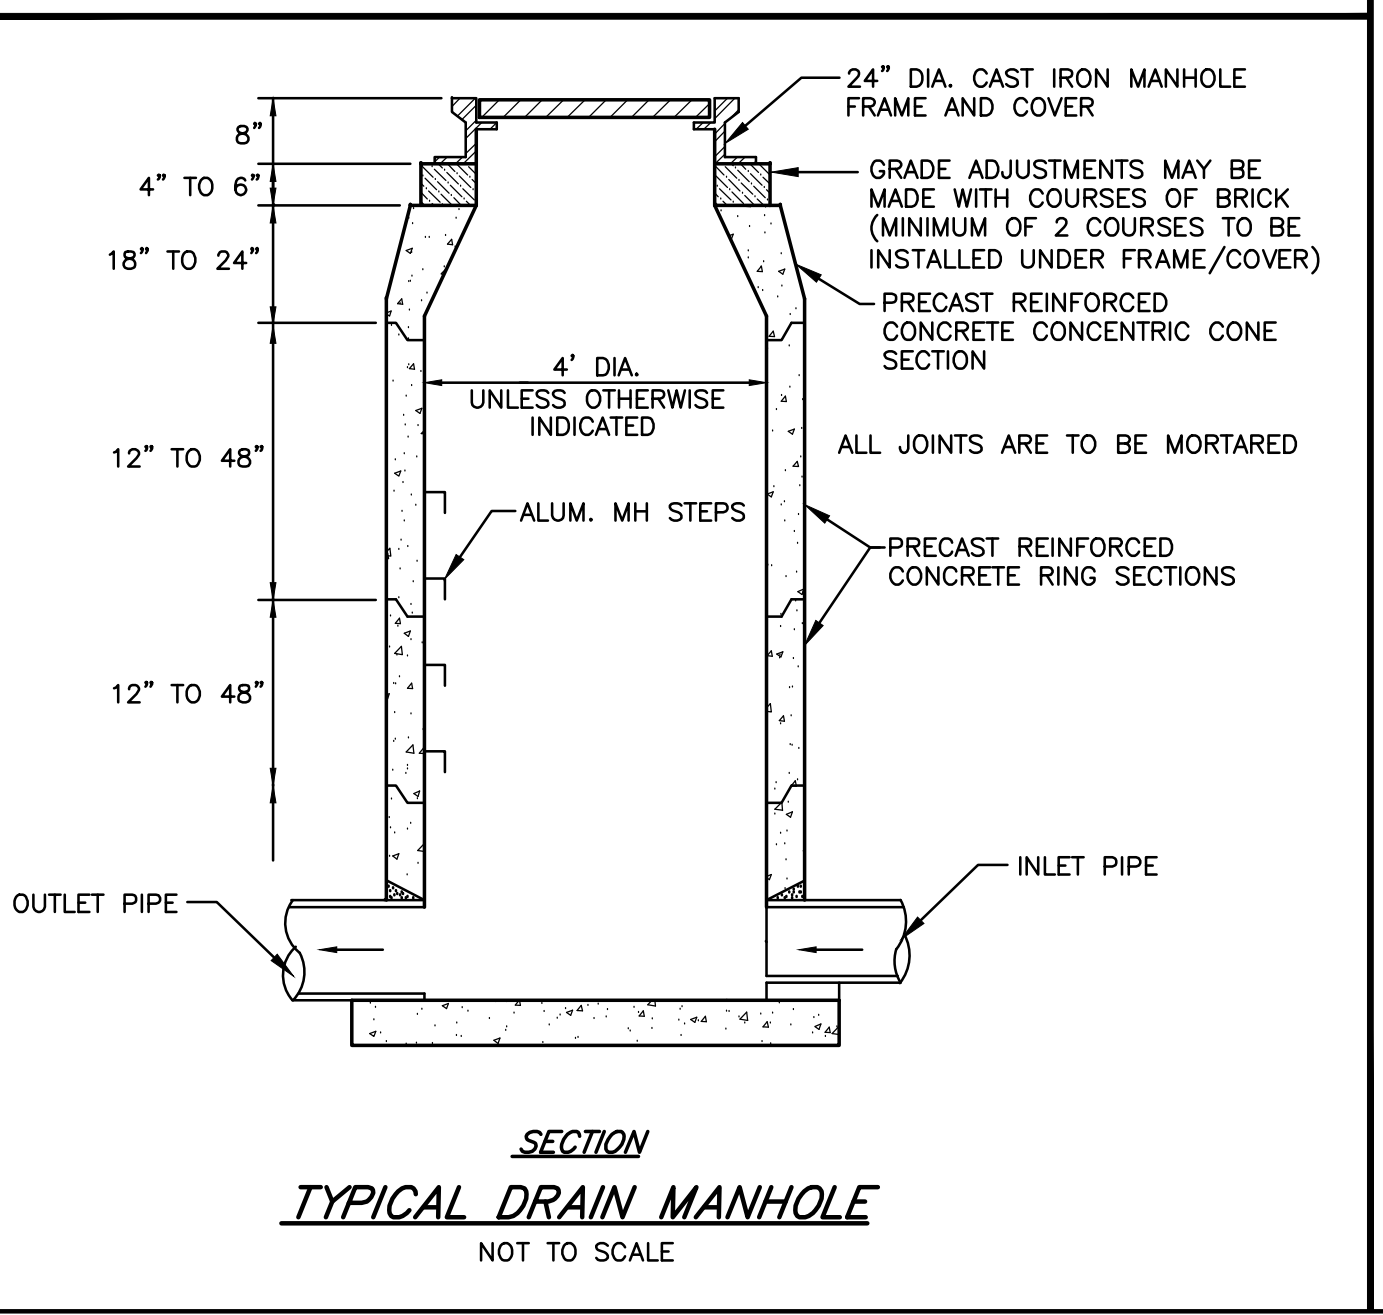 24” DIA. CAST IRON MANHOLE
FRAME AND COVER
8”
4” TO 6”
GRADE ADJUSTMENTS MAY BE
MADE WITH COURSES OF BRICK
(MINIMUM OF 2 COURSES TO BE
INSTALLED UNDER FRAME/COVER)
18” TO 24”
PRECAST REINFORCED
CONCRETE CONCENTRIC CONE
SECTION
4’ DIA.
UNLESS OTHERWISE
INDICATED
12” TO 48”
ALL JOINTS ARE TO BE MORTARED
ALUM. MH STEPS
PRECAST REINFORCED
CONCRETE RING SECTIONS
12” TO 48”
INLET PIPE
OUTLET PIPE
SECTION
TYPICAL DRAIN MANHOLE
NOT TO SCALE